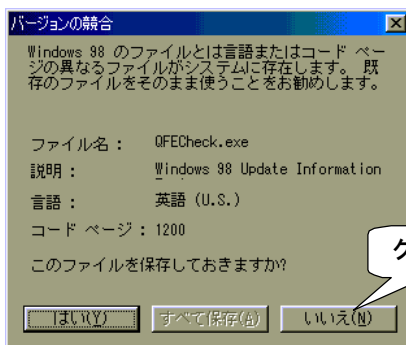 バージョンの競合
Windows 98 のファイルとは言語またはコード ペー
ジの異なるファイルがシステムに存在します。 既
存のファイルをそのまま使うことをお勧めします。
ファイル名： QFECheck.exe
説明： Windows 98 Update Information
言語： 英語 (U.S.)
コード ページ： 1200
このファイルを保存しておきますか?
はい(Y) すべて保存(A) いいえ(N)
ク